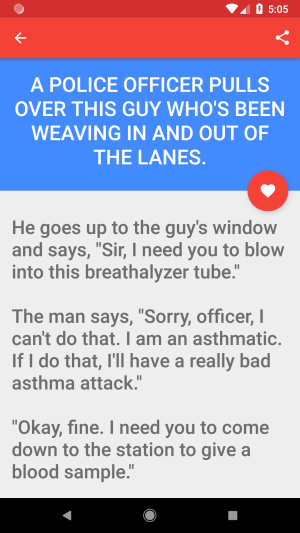 5:05
A POLICE OFFICER PULLS
OVER THIS GUY WHO'S BEEN
WEAVING IN AND OUT OF
THE LANES.
He goes up to the guy's window
and says, "Sir, I need you to blow
into this breathalyzer tube."
The man says, "Sorry, officer, I
can't do that. I am an asthmatic.
If I do that, I'll have a really bad
asthma attack."
"Okay, fine. I need you to come
down to the station to give a
blood sample."